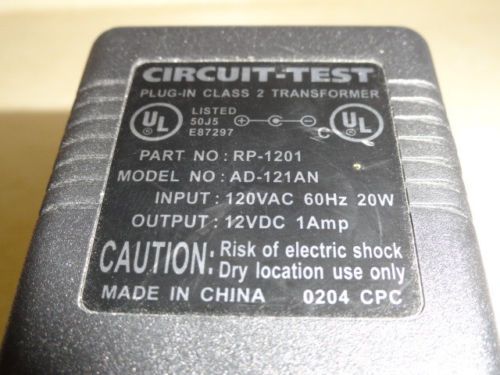 CIRCUIT-TEST
PLUG-IN CLASS 2 TRANSFORMER
UL
LISTED
50J5
E87297
+
-
C
UL
PART NO : RP-1201
MODEL NO : AD-121AN
INPUT : 120VAC 60Hz 20W
OUTPUT : 12VDC 1Amp
CAUTION: Risk of electric shock
Dry location use only
MADE IN CHINA 0204 CPC